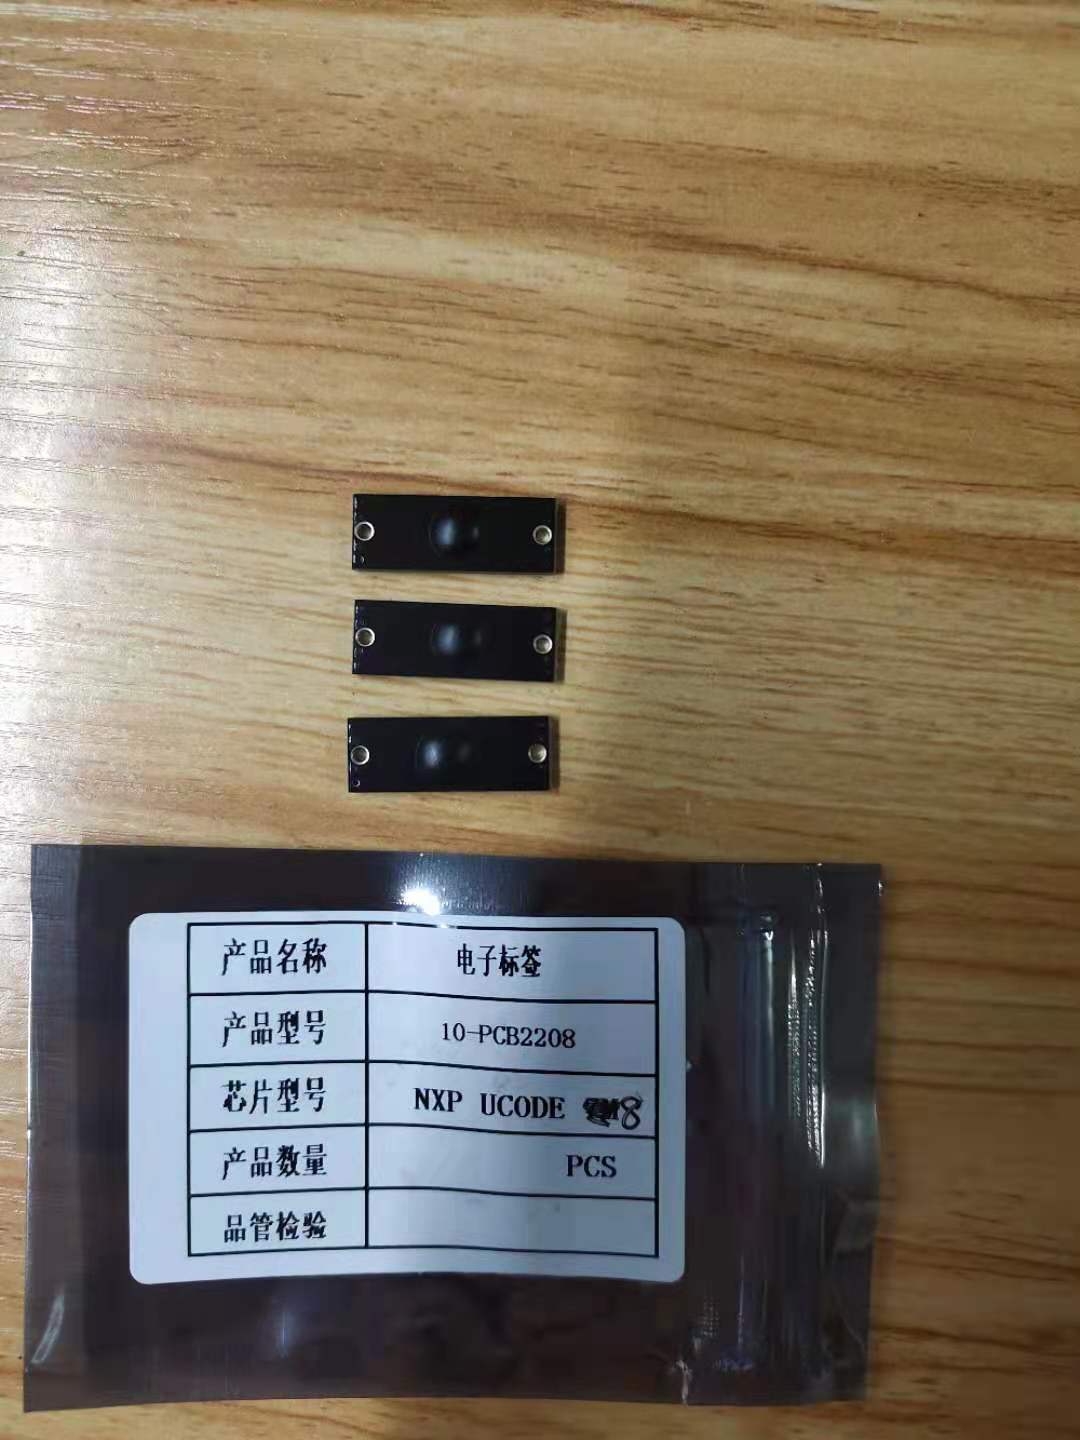 产品名称 电子标签
产品型号 10-PCB2208
芯片型号 NXP UCODE 8
产品数量 PCS
品管检验